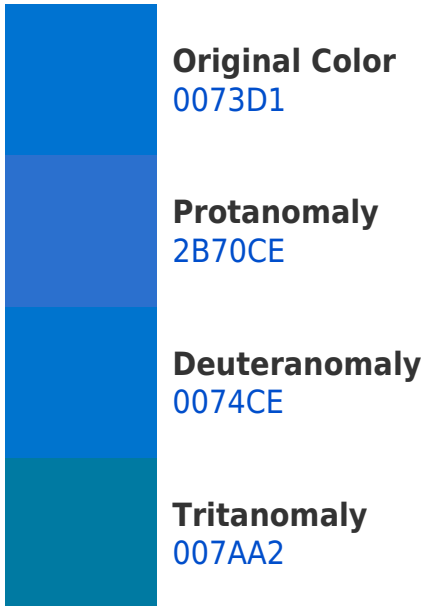 Original Color
0073D1
Protanomaly
2B70CE
Deuteranomaly
0074CE
Tritanomaly
007AA2